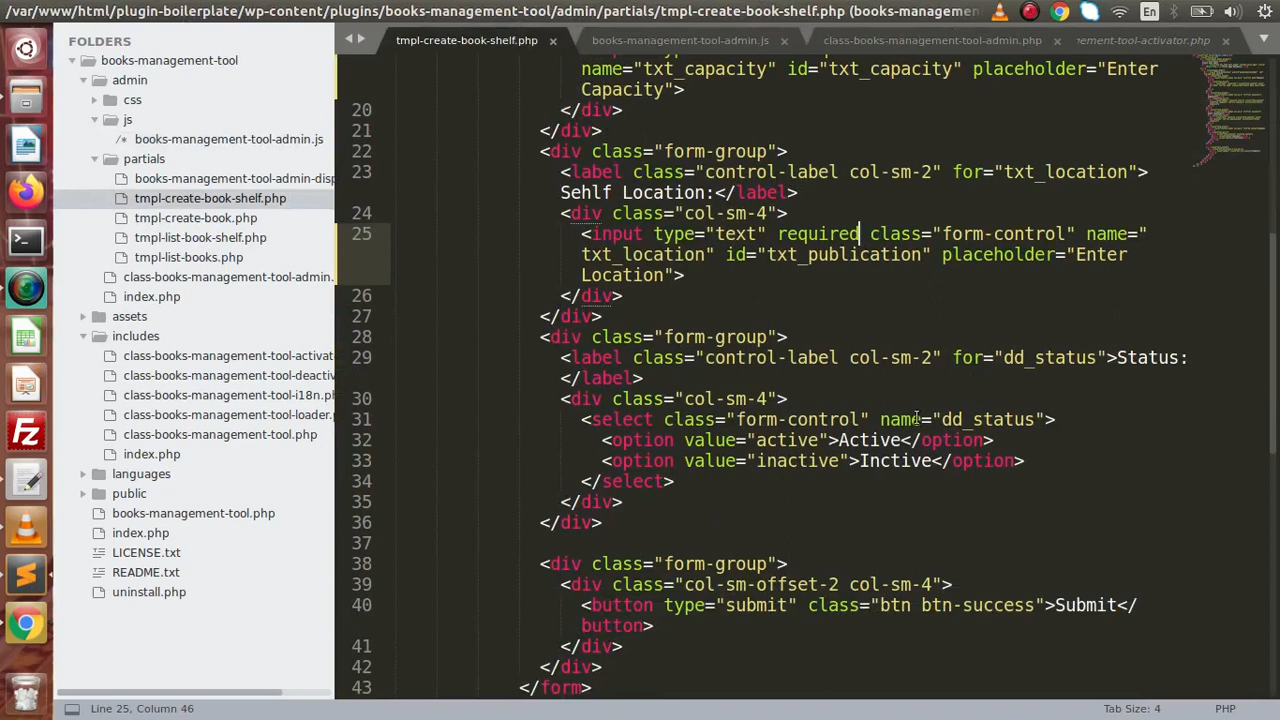 /var/www/html/plugin-boilerplate/wp-content/plugins/books-management-tool/admin/partials/tmpl-create-book-shelf.php (books-managemen
En
FOLDERS
books-management-tool
admin
css
js
/* books-management-tool-admin.js
partials
books-management-tool-admin-disp
tmpl-create-book-shelf.php
tmpl-create-book.php
tmpl-list-book-shelf.php
tmpl-list-books.php
class-books-management-tool-admin.
index.php
assets
includes
class-books-management-tool-activat
class-books-management-tool-deactiv
class-books-management-tool-i18n.ph
class-books-management-tool-loader.
class-books-management-tool.php
index.php
languages
public
books-management-tool.php
index.php
LICENSE.txt
README.txt
uninstall.php
tmpl-create-book-shelf.php × books-management-tool-admin.js × class-books-management-tool-admin.php × ement-tool-activator.php ×
name="txt_capacity" id="txt_capacity" placeholder="Enter
Capacity">
20 </div>
21 </div>
22 <div class="form-group">
23 <label class="control-label col-sm-2" for="txt_location">
Sehlf Location:</label>
24 <div class="col-sm-4">
25 <input type="text" required class="form-control" name="
txt_location" id="txt_publication" placeholder="Enter
Location">
26 </div>
27 </div>
28 <div class="form-group">
29 <label class="control-label col-sm-2" for="dd_status">Status:
</label>
30 <div class="col-sm-4">
31 <select class="form-control" name="dd_status">
32 <option value="active">Active</option>
33 <option value="inactive">Inctive</option>
34 </select>
35 </div>
36 </div>
37
38 <div class="form-group">
39 <div class="col-sm-offset-2 col-sm-4">
40 <button type="submit" class="btn btn-success">Submit</
button>
41 </div>
42 </div>
43 </form>
Line 25, Column 46
Tab Size: 4
PHP